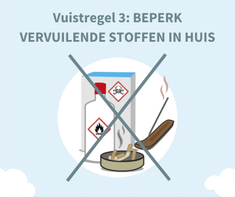 Vuistregel 3: BEPERK
VERVUILENDE STOFFEN IN HUIS